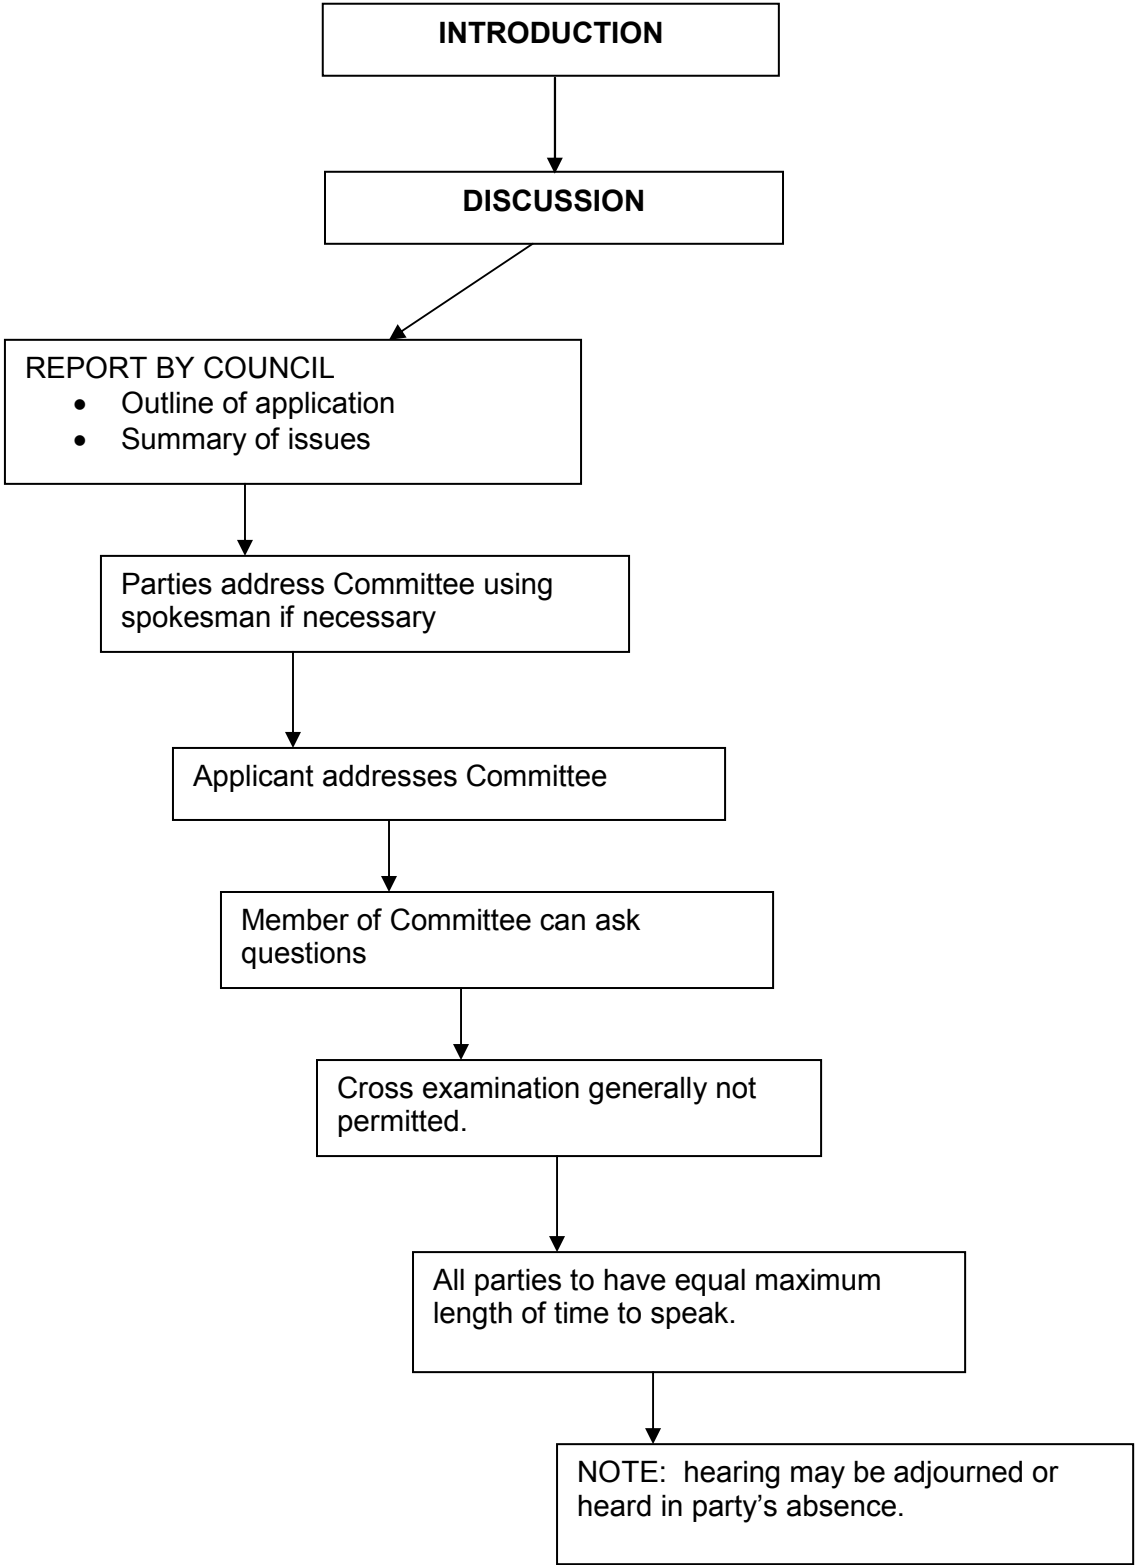 INTRODUCTION
DISCUSSION
REPORT BY COUNCIL
• Outline of application
• Summary of issues
Parties address Committee using
spokesman if necessary
Applicant addresses Committee
Member of Committee can ask
questions
Cross examination generally not
permitted.
All parties to have equal maximum
length of time to speak.
NOTE:  hearing may be adjourned or
heard in party’s absence.